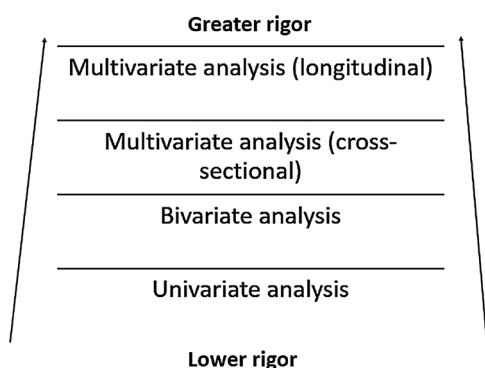 Greater rigor
Multivariate analysis (longitudinal)
Multivariate analysis (cross-
sectional)
Bivariate analysis
Univariate analysis
Lower rigor